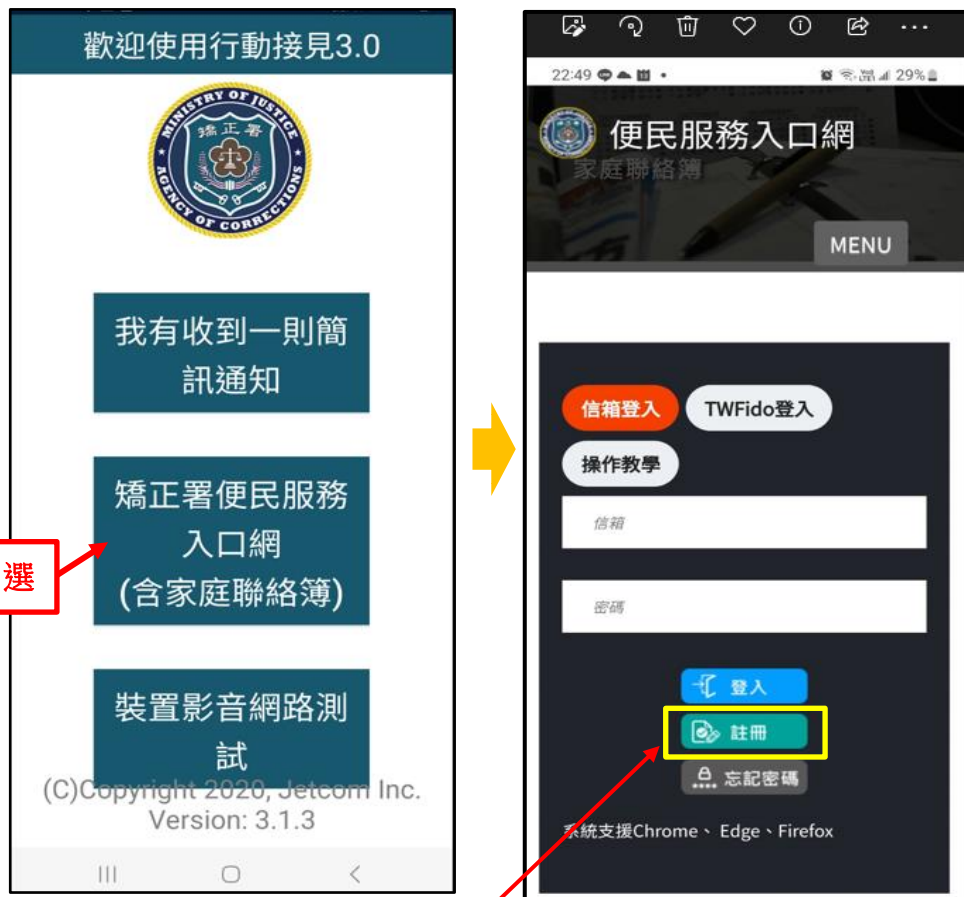 歡迎使用行動接見3.0
MINISTRY OF JUSTICE
矯正署
AGENCY OF CORRECTIONS
我有收到一則簡
訊通知
矯正署便民服務
入口網
(含家庭聯絡簿)
選
裝置影音網路測
試
(C)Copyright 2020, Jetcom Inc.
Version: 3.1.3
22:49
29%
便民服務入口網
家庭聯絡簿
MENU
信箱登入
TWFido登入
操作教學
信箱
密碼
登入
註冊
忘記密碼
系統支援Chrome、Edge、Firefox